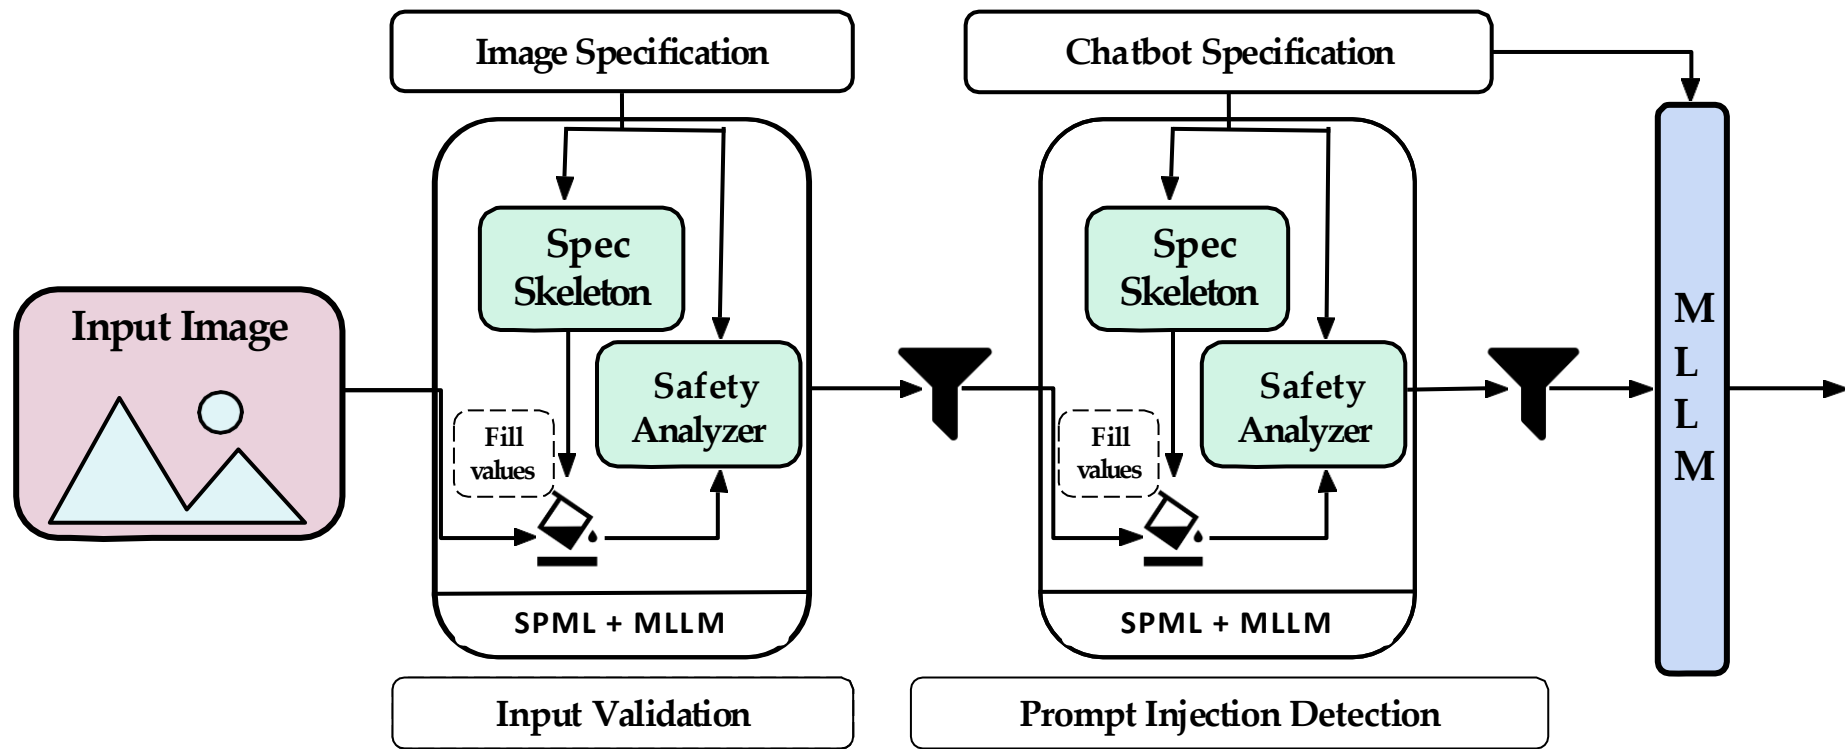 Image Specification
Chatbot Specification
Spec
Skeleton
Spec
Skeleton
Input Image
Safety
Analyzer
Safety
Analyzer
Fill
values
Fill
values
M
L
L
M
SPML + MLLM
SPML + MLLM
Input Validation
Prompt Injection Detection